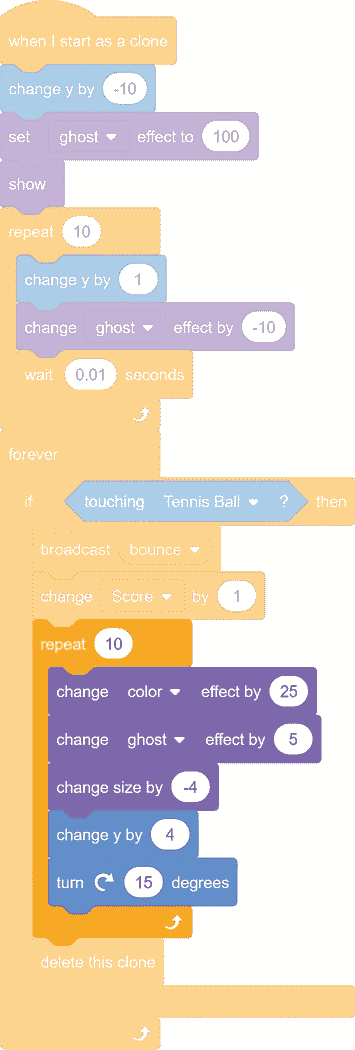 when I start as a clone
change y by -10
set ghost effect to 100
show
repeat 10
change y by 1
change ghost effect by -10
wait 0.01 seconds
forever
if touching Tennis Ball ? then
broadcast bounce
change Score by 1
repeat 10
change color effect by 25
change ghost effect by 5
change size by -4
change y by 4
turn 15 degrees
delete this clone